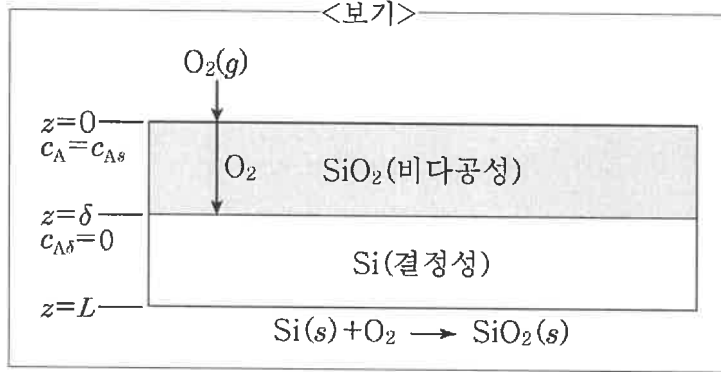 <보기>
O₂(g)
z=0
c_A=c_As
O₂
SiO₂(비다공성)
z=δ
c_Aδ=0
Si(결정성)
z=L
Si(s)+O₂ ⟶ SiO₂(s)